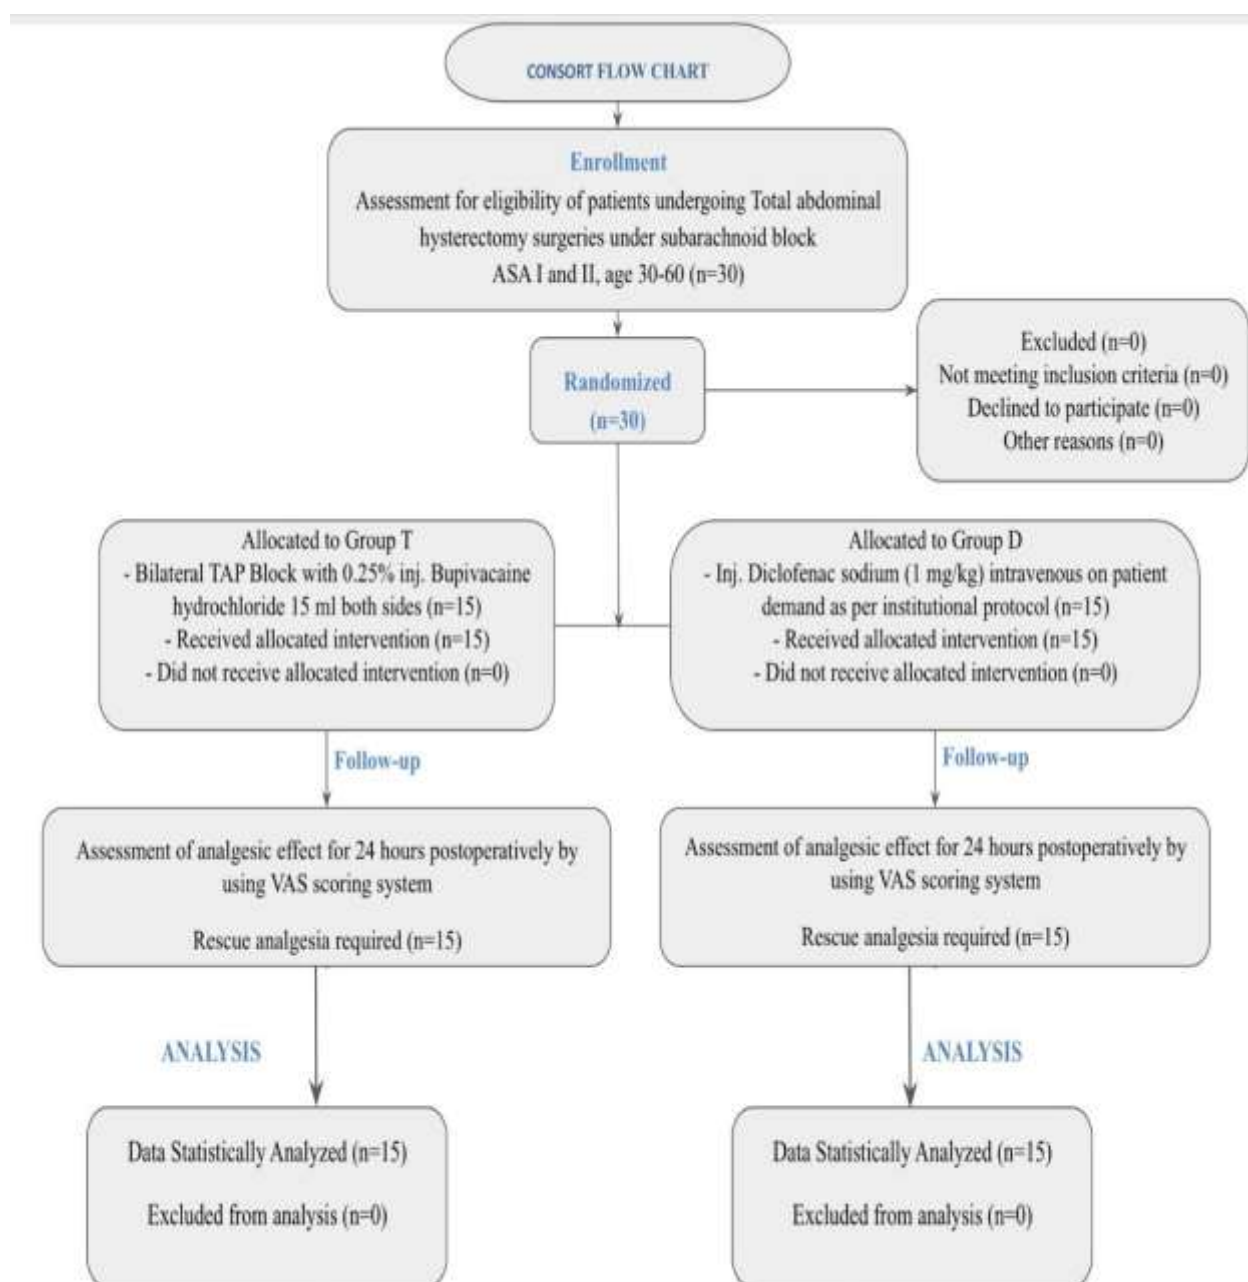 CONSORT FLOW CHART
Enrollment
Assessment for eligibility of patients undergoing Total abdominal
hysterectomy surgeries under subarachnoid block
ASA I and II, age 30-60 (n=30)
Randomized
(n=30)
Excluded (n=0)
Not meeting inclusion criteria (n=0)
Declined to participate (n=0)
Other reasons (n=0)
Allocated to Group T
- Bilateral TAP Block with 0.25% inj. Bupivacaine
hydrochloride 15 ml both sides (n=15)
- Received allocated intervention (n=15)
- Did not receive allocated intervention (n=0)
Allocated to Group D
- Inj. Diclofenac sodium (1 mg/kg) intravenous on patient
demand as per institutional protocol (n=15)
- Received allocated intervention (n=15)
- Did not receive allocated intervention (n=0)
Follow-up
Follow-up
Assessment of analgesic effect for 24 hours postoperatively by
using VAS scoring system
Rescue analgesia required (n=15)
Assessment of analgesic effect for 24 hours postoperatively by
using VAS scoring system
Rescue analgesia required (n=15)
ANALYSIS
ANALYSIS
Data Statistically Analyzed (n=15)
Excluded from analysis (n=0)
Data Statistically Analyzed (n=15)
Excluded from analysis (n=0)